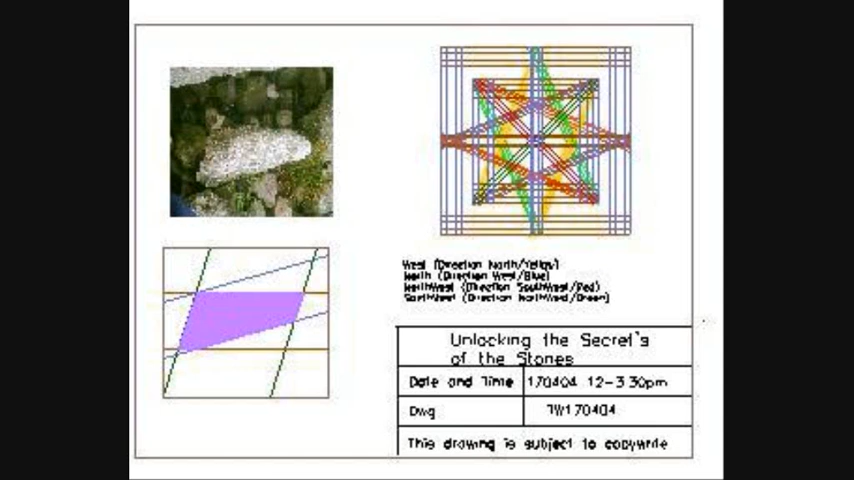 West (Direction North/Yellow)
North (Direction West/Blue)
NorthWest (Direction SouthWest/Red)
SouthWest (Direction NorthWest/Green)
Unlocking the Secret's
of the Stones
Date and Time 170404 12-3.30pm
Dwg TW170404
This drawing is subject to copywrite